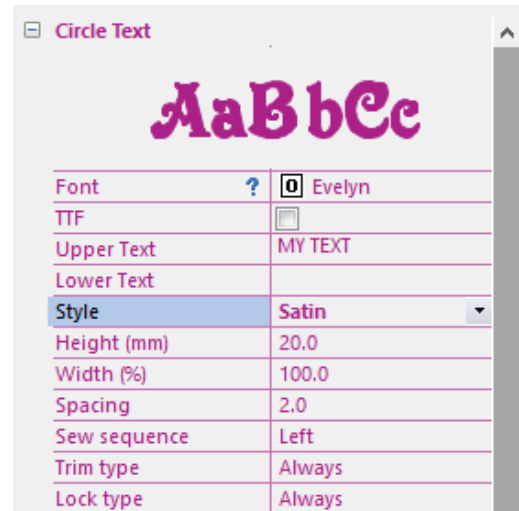 Circle Text
AaBbCc
Font ? 0 Evelyn
TTF
Upper Text MY TEXT
Lower Text
Style Satin
Height (mm) 20.0
Width (%) 100.0
Spacing 2.0
Sew sequence Left
Trim type Always
Lock type Always